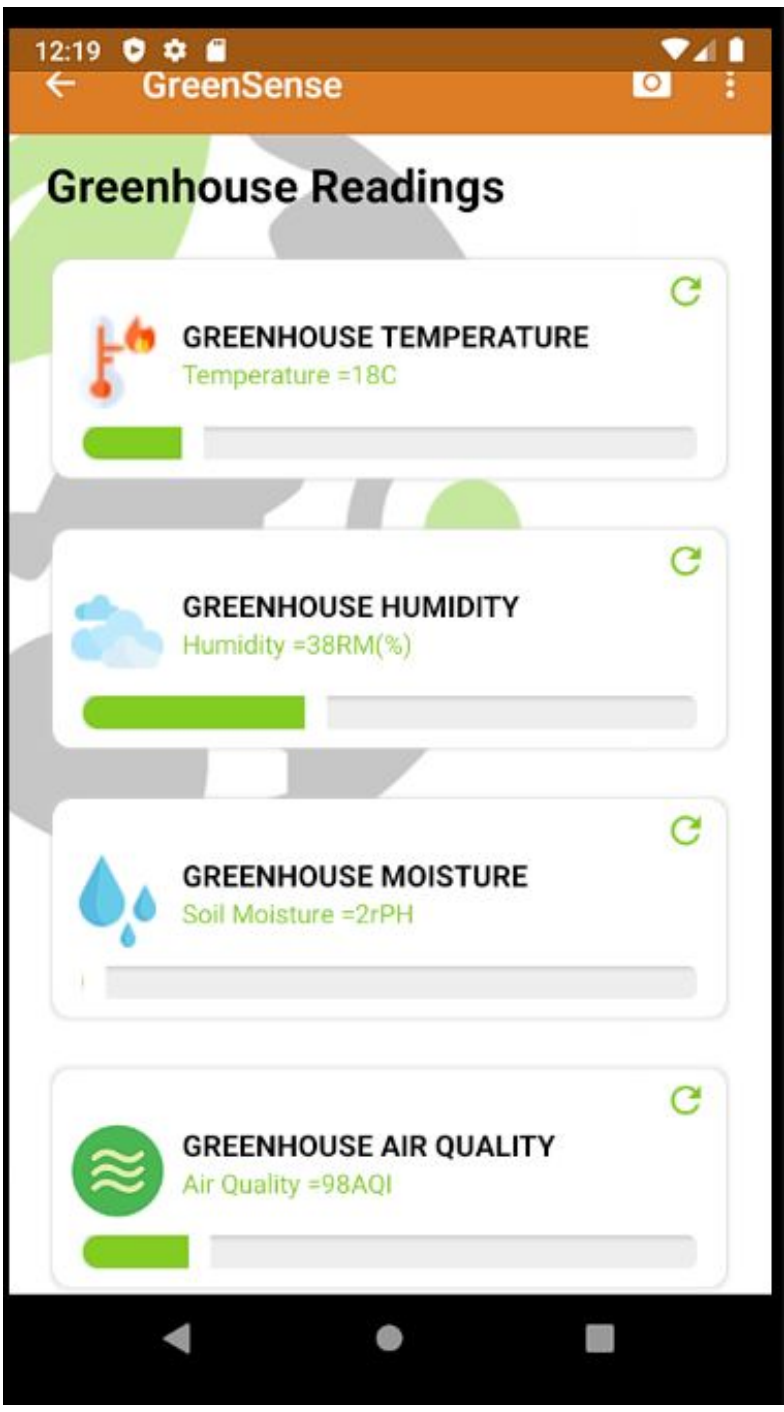 12:19
GreenSense
Greenhouse Readings
GREENHOUSE TEMPERATURE
Temperature =18C
GREENHOUSE HUMIDITY
Humidity =38RM(%)
GREENHOUSE MOISTURE
Soil Moisture =2rPH
GREENHOUSE AIR QUALITY
Air Quality =98AQI